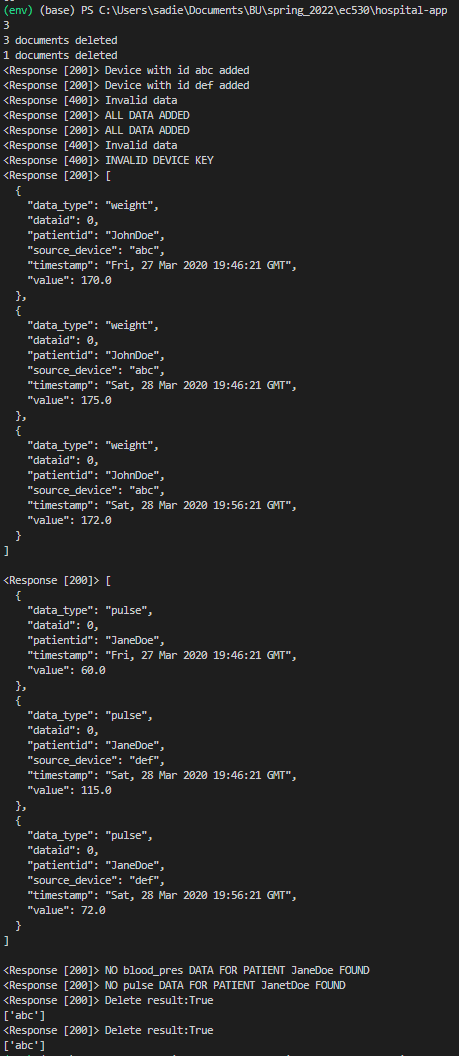 (env) (base) PS C:\Users\sadie\Documents\BU\spring_2022\ec530\hospital-app
3
3 documents deleted
1 documents deleted
<Response [200]> Device with id abc added
<Response [200]> Device with id def added
<Response [400]> Invalid data
<Response [200]> ALL DATA ADDED
<Response [200]> ALL DATA ADDED
<Response [400]> Invalid data
<Response [400]> INVALID DEVICE KEY
<Response [200]> [
  {
    "data_type": "weight",
    "dataid": 0,
    "patientid": "JohnDoe",
    "source_device": "abc",
    "timestamp": "Fri, 27 Mar 2020 19:46:21 GMT",
    "value": 170.0
  },
  {
    "data_type": "weight",
    "dataid": 0,
    "patientid": "JohnDoe",
    "source_device": "abc",
    "timestamp": "Sat, 28 Mar 2020 19:46:21 GMT",
    "value": 175.0
  },
  {
    "data_type": "weight",
    "dataid": 0,
    "patientid": "JohnDoe",
    "source_device": "abc",
    "timestamp": "Sat, 28 Mar 2020 19:56:21 GMT",
    "value": 172.0
  }
]

<Response [200]> [
  {
    "data_type": "pulse",
    "dataid": 0,
    "patientid": "JaneDoe",
    "timestamp": "Fri, 27 Mar 2020 19:46:21 GMT",
    "value": 60.0
  },
  {
    "data_type": "pulse",
    "dataid": 0,
    "patientid": "JaneDoe",
    "source_device": "def",
    "timestamp": "Sat, 28 Mar 2020 19:46:21 GMT",
    "value": 115.0
  },
  {
    "data_type": "pulse",
    "dataid": 0,
    "patientid": "JaneDoe",
    "source_device": "def",
    "timestamp": "Sat, 28 Mar 2020 19:56:21 GMT",
    "value": 72.0
  }
]

<Response [200]> NO blood_pres DATA FOR PATIENT JaneDoe FOUND
<Response [200]> NO pulse DATA FOR PATIENT JanetDoe FOUND
<Response [200]> Delete result:True
['abc']
<Response [200]> Delete result:True
['abc']